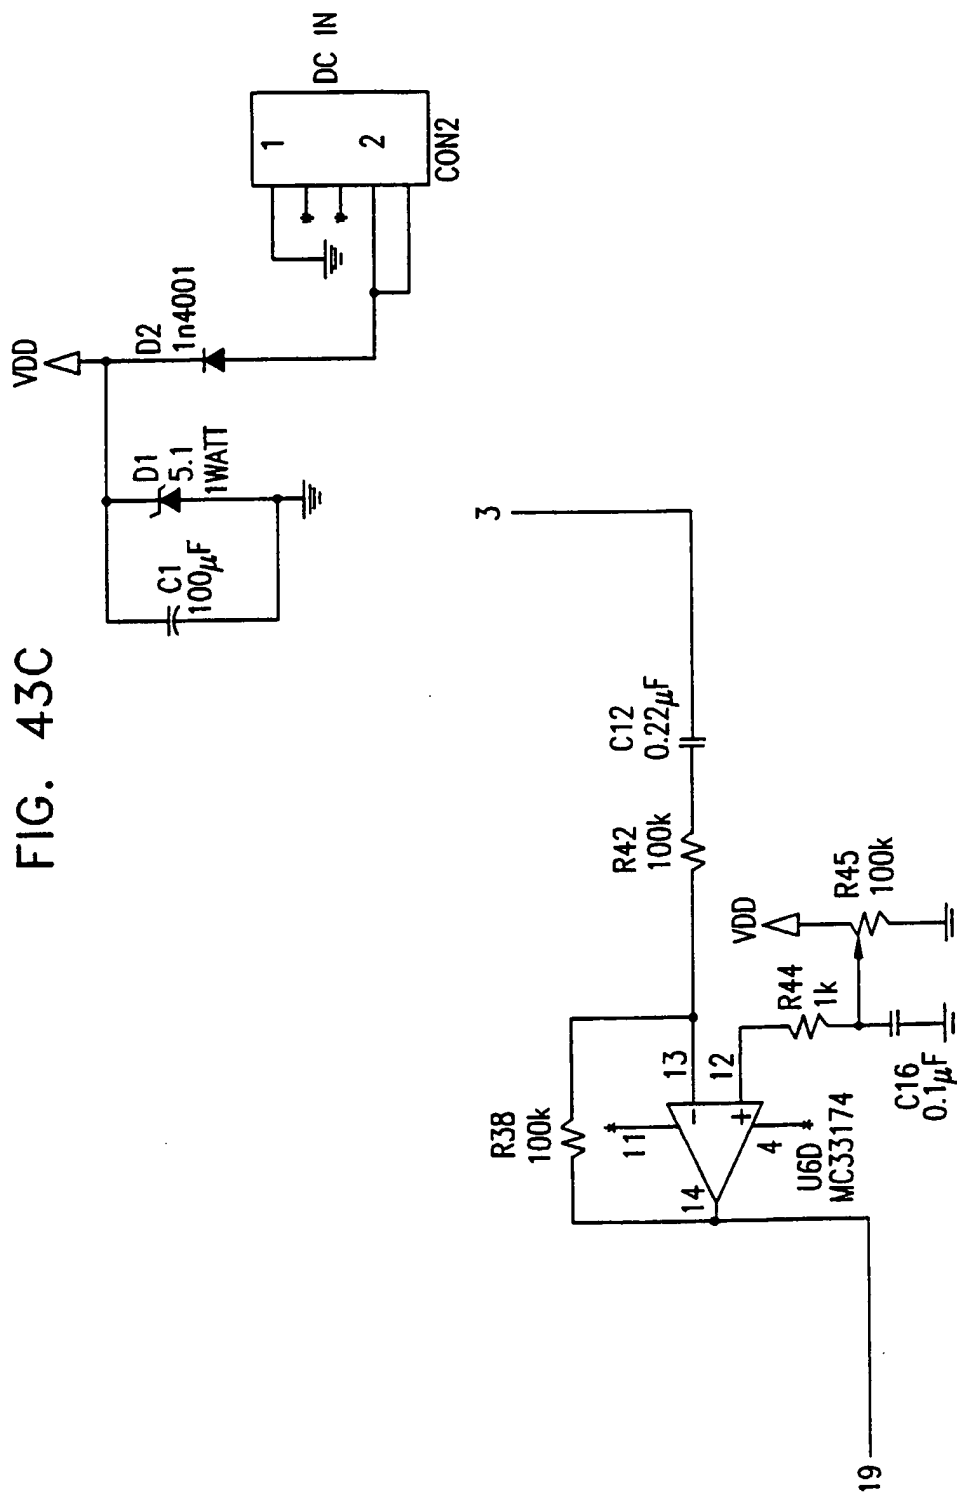 FIG. 43C
VDD
D2
1n4001
DC IN
1
2
CON2
D1
5.1
1WATT
C1
100μF
3
C12
0.22μF
R42
100k
R38
100k
11
13
12
14
4
U6D
MC33174
VDD
R44
1k
R45
100k
C16
0.1μF
19